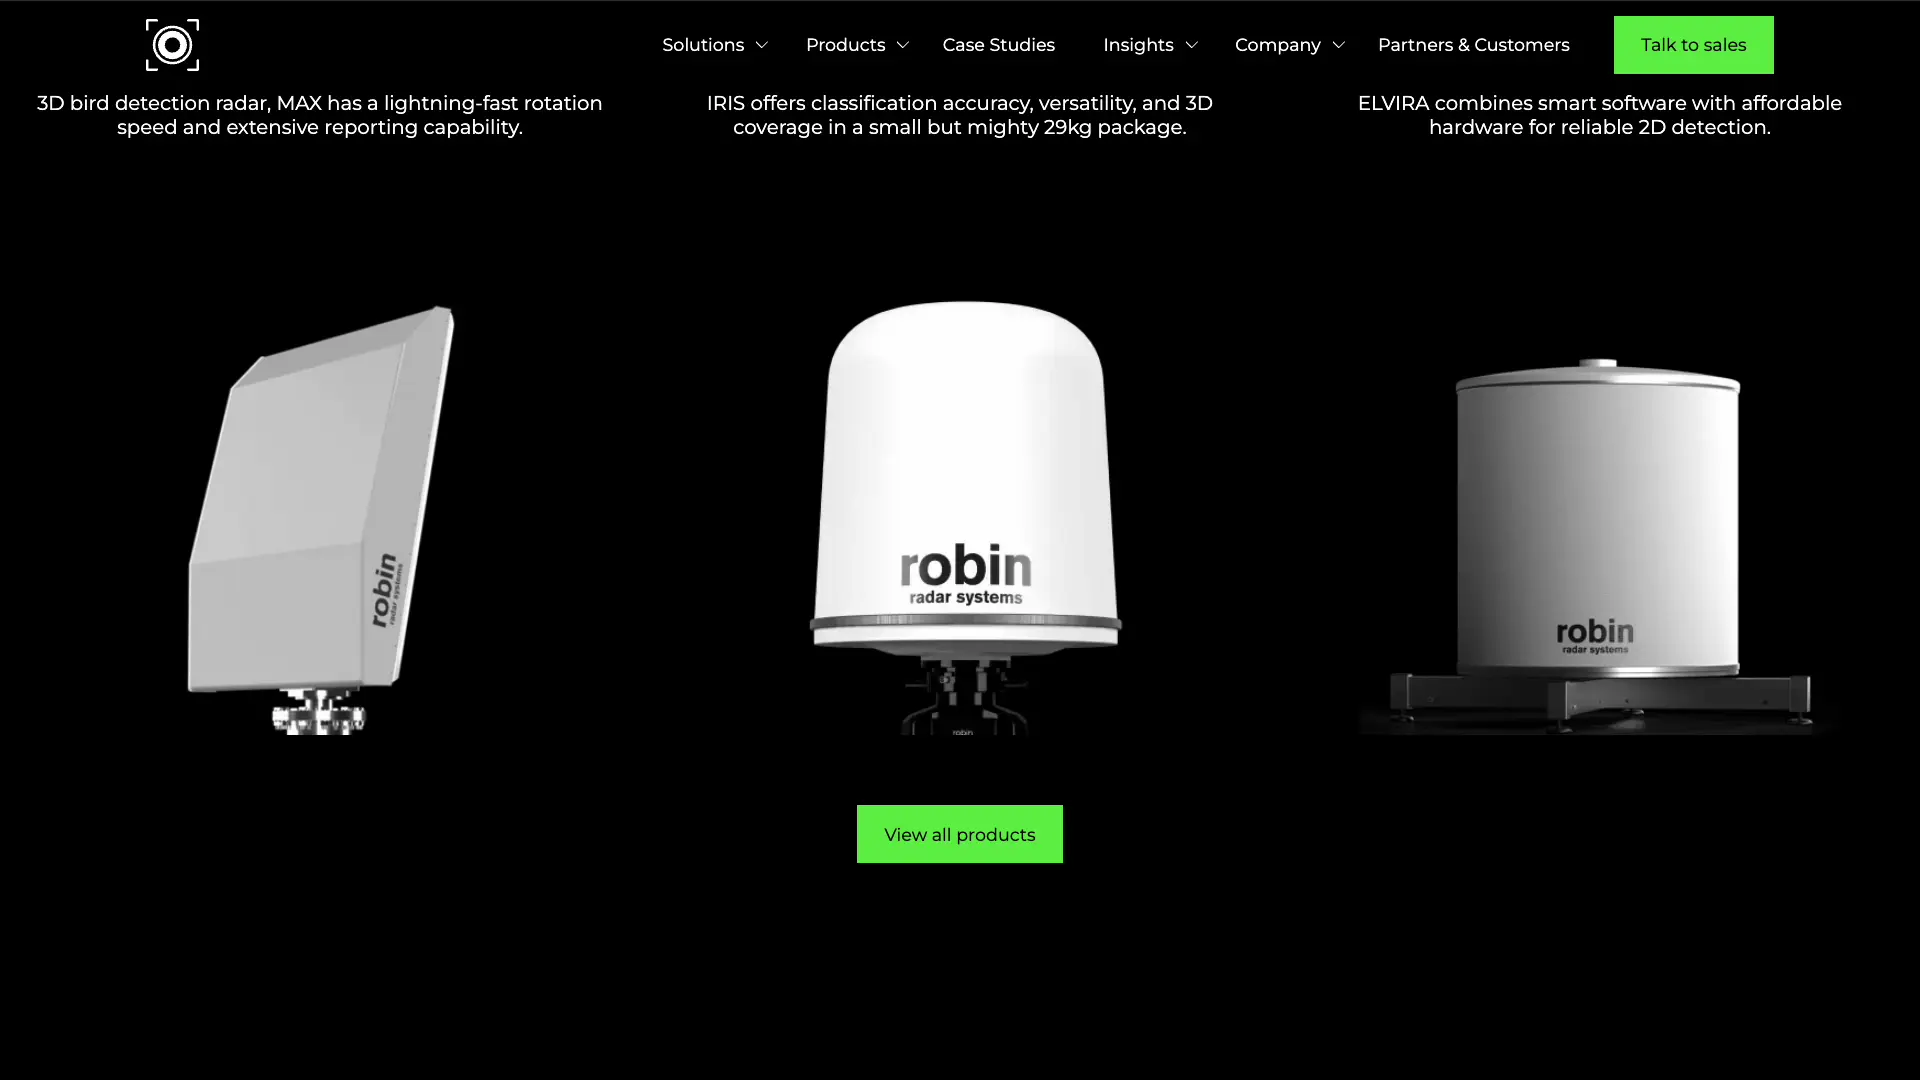 Solutions
Products
Case Studies
Insights
Company
Partners & Customers
Talk to sales
3D bird detection radar, MAX has a lightning-fast rotation
speed and extensive reporting capability.
IRIS offers classification accuracy, versatility, and 3D
coverage in a small but mighty 29kg package.
ELVIRA combines smart software with affordable
hardware for reliable 2D detection.
robin
radar systems
robin
radar systems
robin
robin
radar systems
View all products